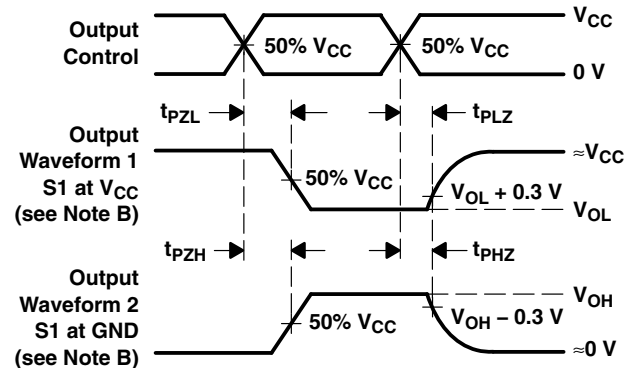 Output
Control
50% VCC
50% VCC
VCC
0 V
tPZL
tPLZ
Output
Waveform 1
S1 at VCC
(see Note B)
50% VCC
VOL + 0.3 V
≈VCC
VOL
tPZH
tPHZ
Output
Waveform 2
S1 at GND
(see Note B)
50% VCC
VOH − 0.3 V
VOH
≈0 V